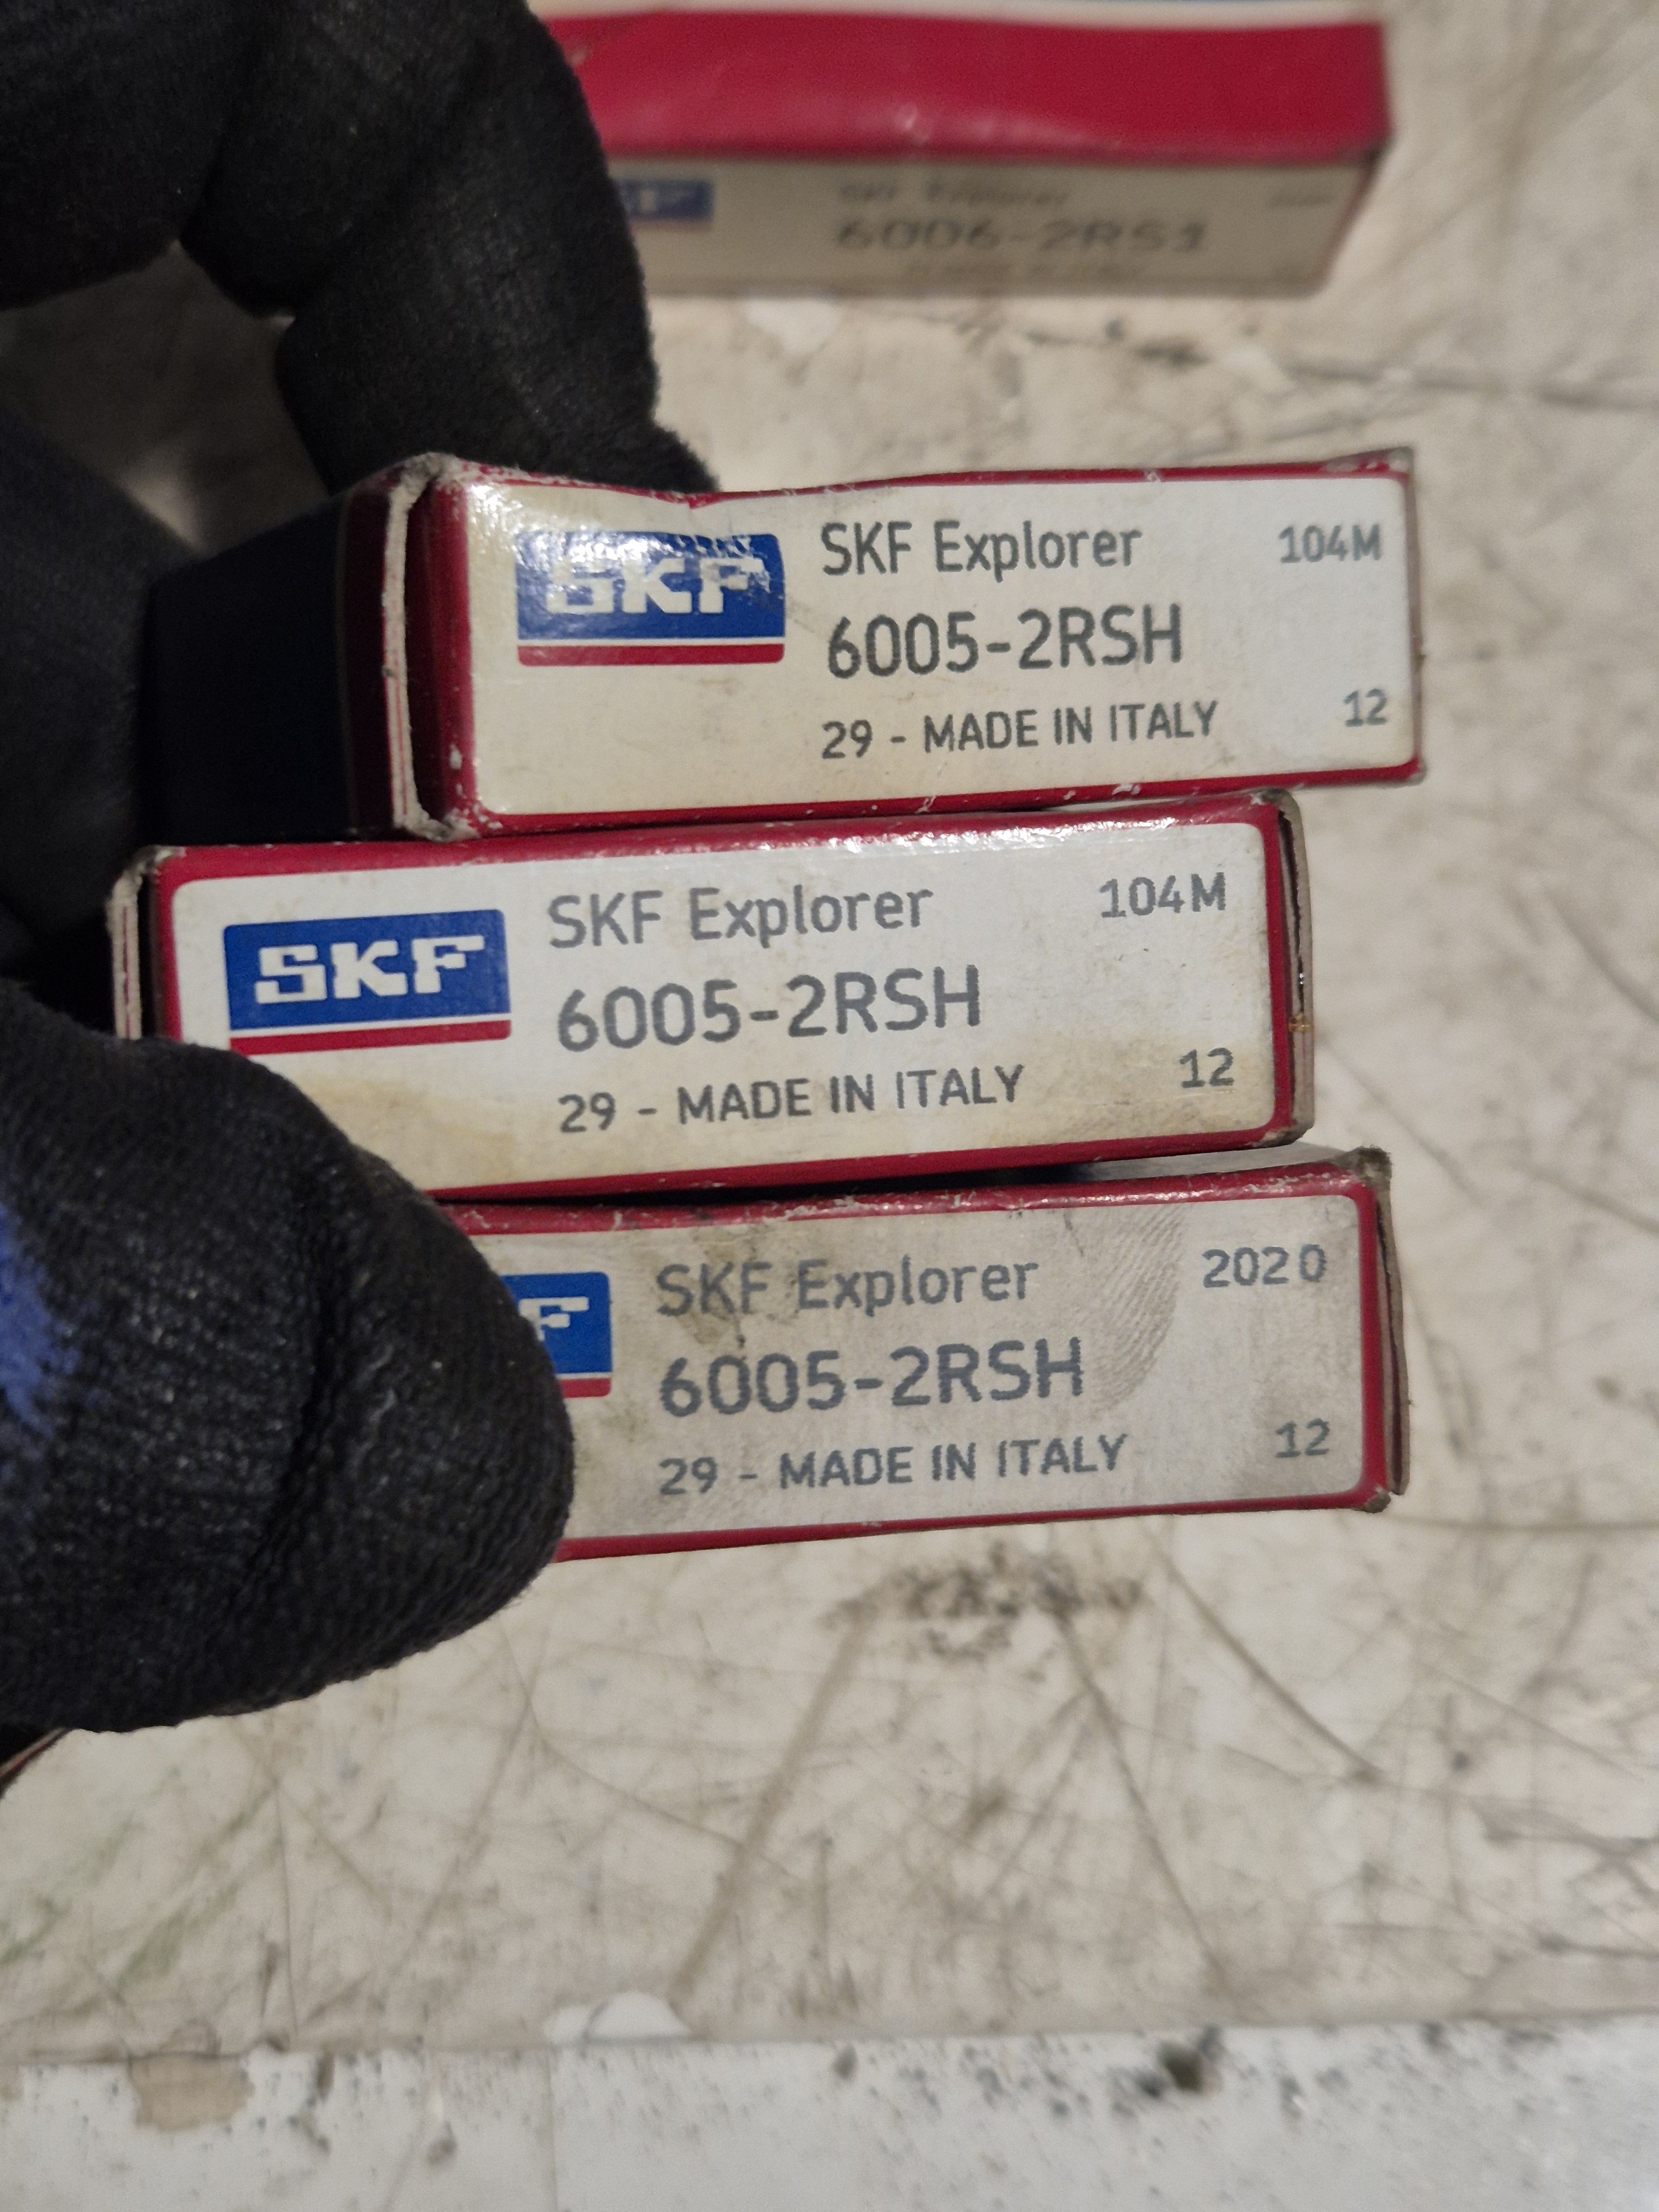 SKF Explorer
6006-2RS1
SKF
SKF Explorer 104M
6005-2RSH
29 - MADE IN ITALY 12
SKF
SKF Explorer 104M
6005-2RSH
29 - MADE IN ITALY 12
F
SKF Explorer 2020
6005-2RSH
29 - MADE IN ITALY 12